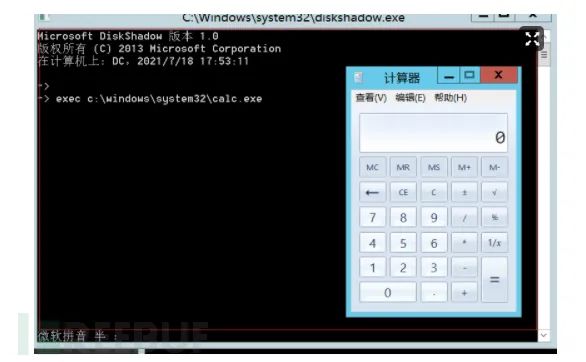 C:\Windows\system32\diskshadow.exe
Microsoft DiskShadow 版本 1.0
版权所有 (C) 2013 Microsoft Corporation
在计算机上: DC, 2021/7/18 17:53:11
->
-> exec c:\windows\system32\calc.exe
计算器
查看(V) 编辑(E) 帮助(H)
0
MC MR MS M+ M-
← CE C ± √
7 8 9 / %
4 5 6 * 1/x
1 2 3 - =
0 . +
微软拼音 半 :
FREEBUF